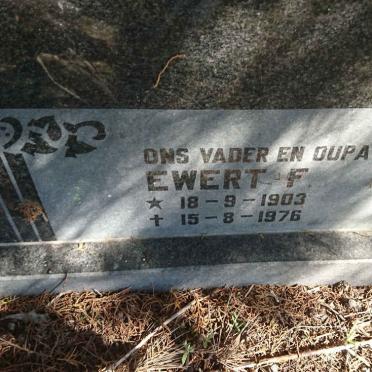 ONS VADER EN OUPA
EWERT F.
★ 18-9-1903
✝ 15-8-1976